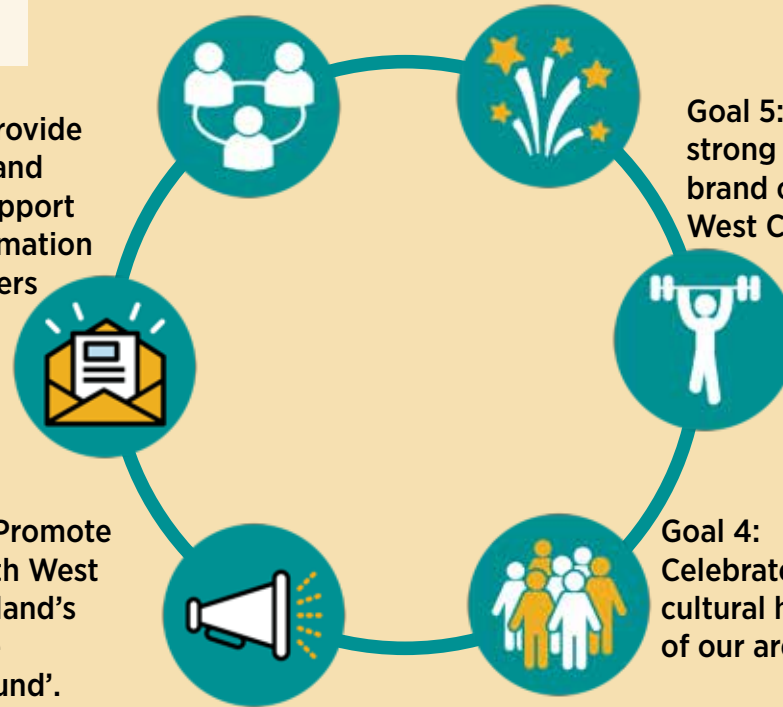 rovide
and
pport
mation
ers
Promote
th West
land's
und'.
Goal 5:
strong
brand o
West C
Goal 4:
Celebrate
cultural h
of our are